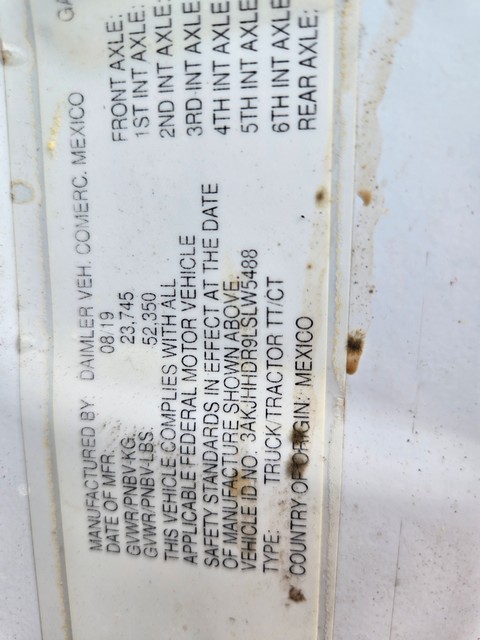 GA
MANUFACTURED BY: DAIMLER VEH. COMERC. MEXICO
DATE OF MFR. 08/19 FRONT AXLE:
GVWR/PNBV-KG. 23.745 1ST INT AXLE:
GVWR/PNBV-LBS. 52.350 2ND INT AXLE:
THIS VEHICLE COMPLIES WITH ALL 3RD INT AXLE
APPLICABLE FEDERAL MOTOR VEHICLE 4TH INT AXLE
SAFETY STANDARDS IN EFFECT AT THE DATE 5TH INT AXLE
OF MANUFACTURE SHOWN ABOVE. 6TH INT AXLE
VEHICLE ID NO.: 3AKJHHDR9LSLW5488 REAR AXLE:
TYPE: TRUCK/TRACTOR TT/CT
COUNTRY OF ORIGIN: MEXICO